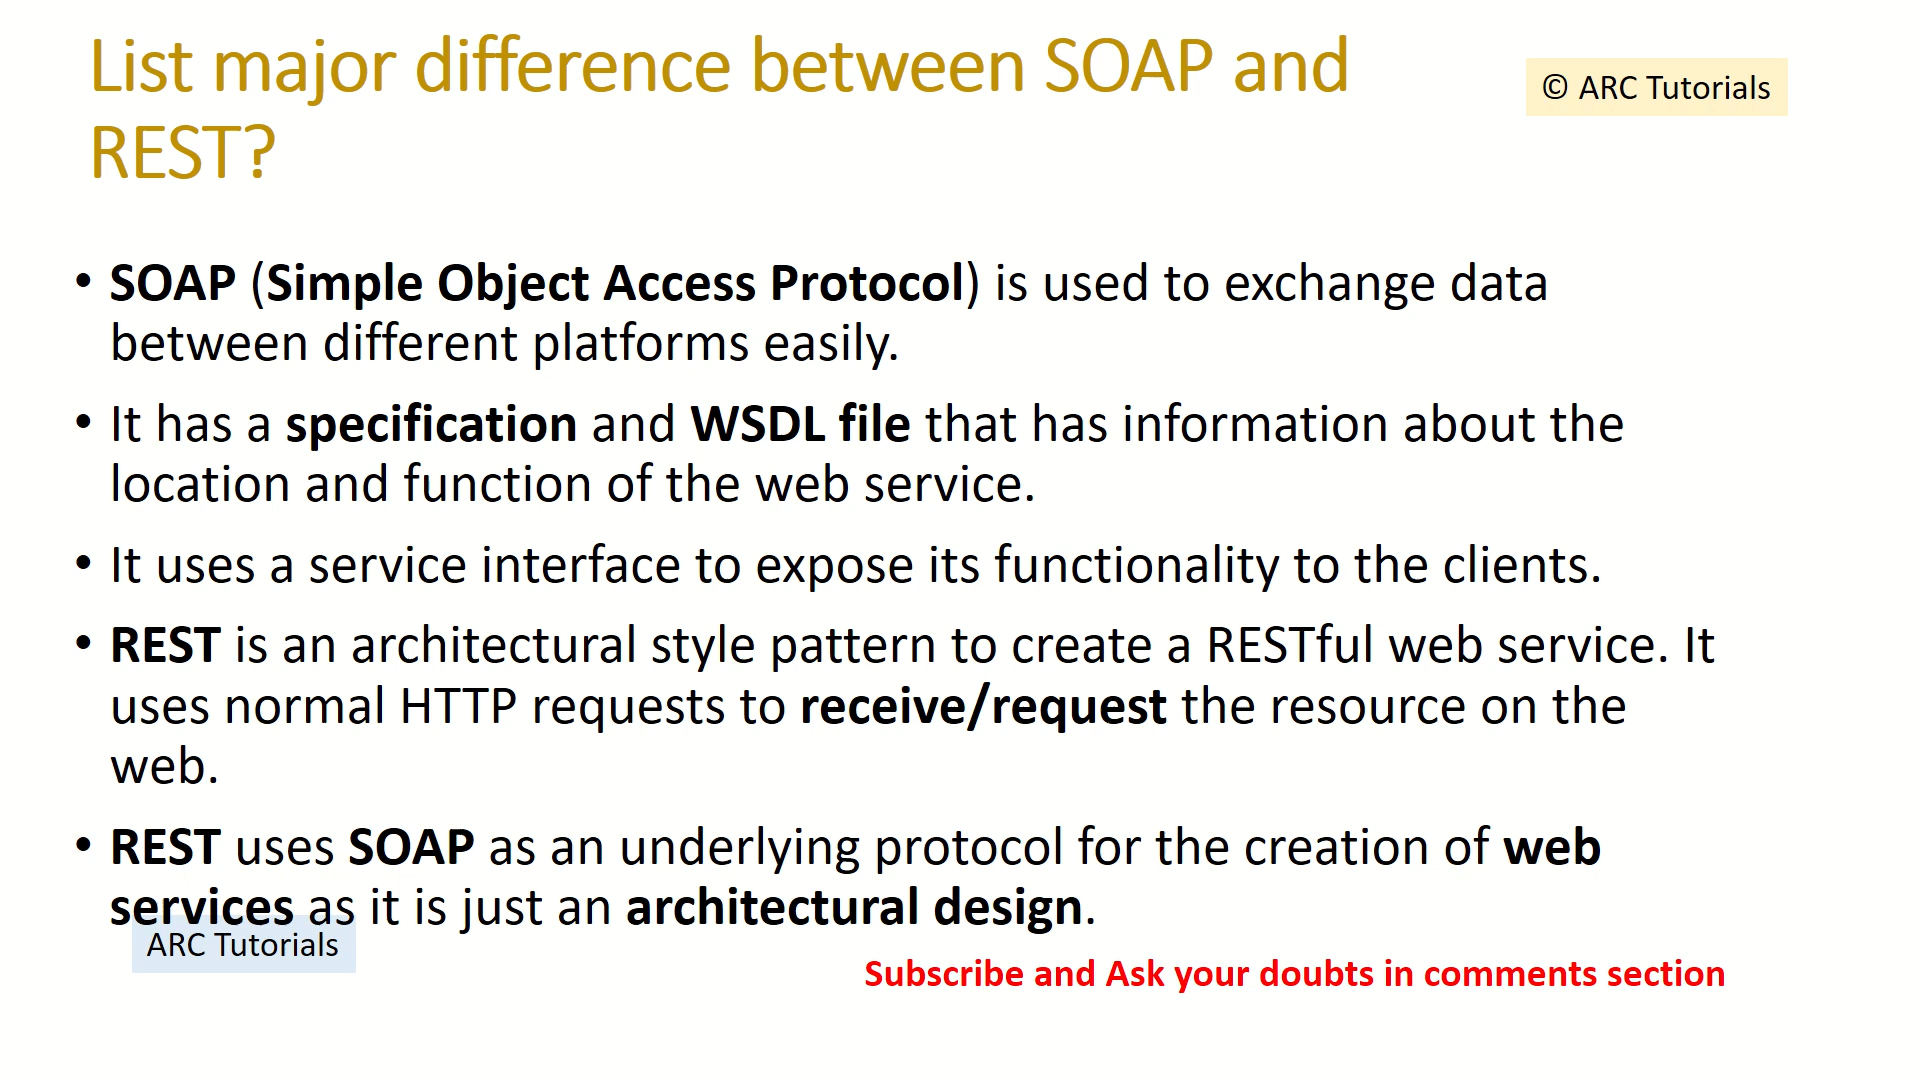 List major difference between SOAP and
REST?
© ARC Tutorials
• SOAP (Simple Object Access Protocol) is used to exchange data
between different platforms easily.
• It has a specification and WSDL file that has information about the
location and function of the web service.
• It uses a service interface to expose its functionality to the clients.
• REST is an architectural style pattern to create a RESTful web service. It
uses normal HTTP requests to receive/request the resource on the
web.
• REST uses SOAP as an underlying protocol for the creation of web
services as it is just an architectural design.
ARC Tutorials
Subscribe and Ask your doubts in comments section